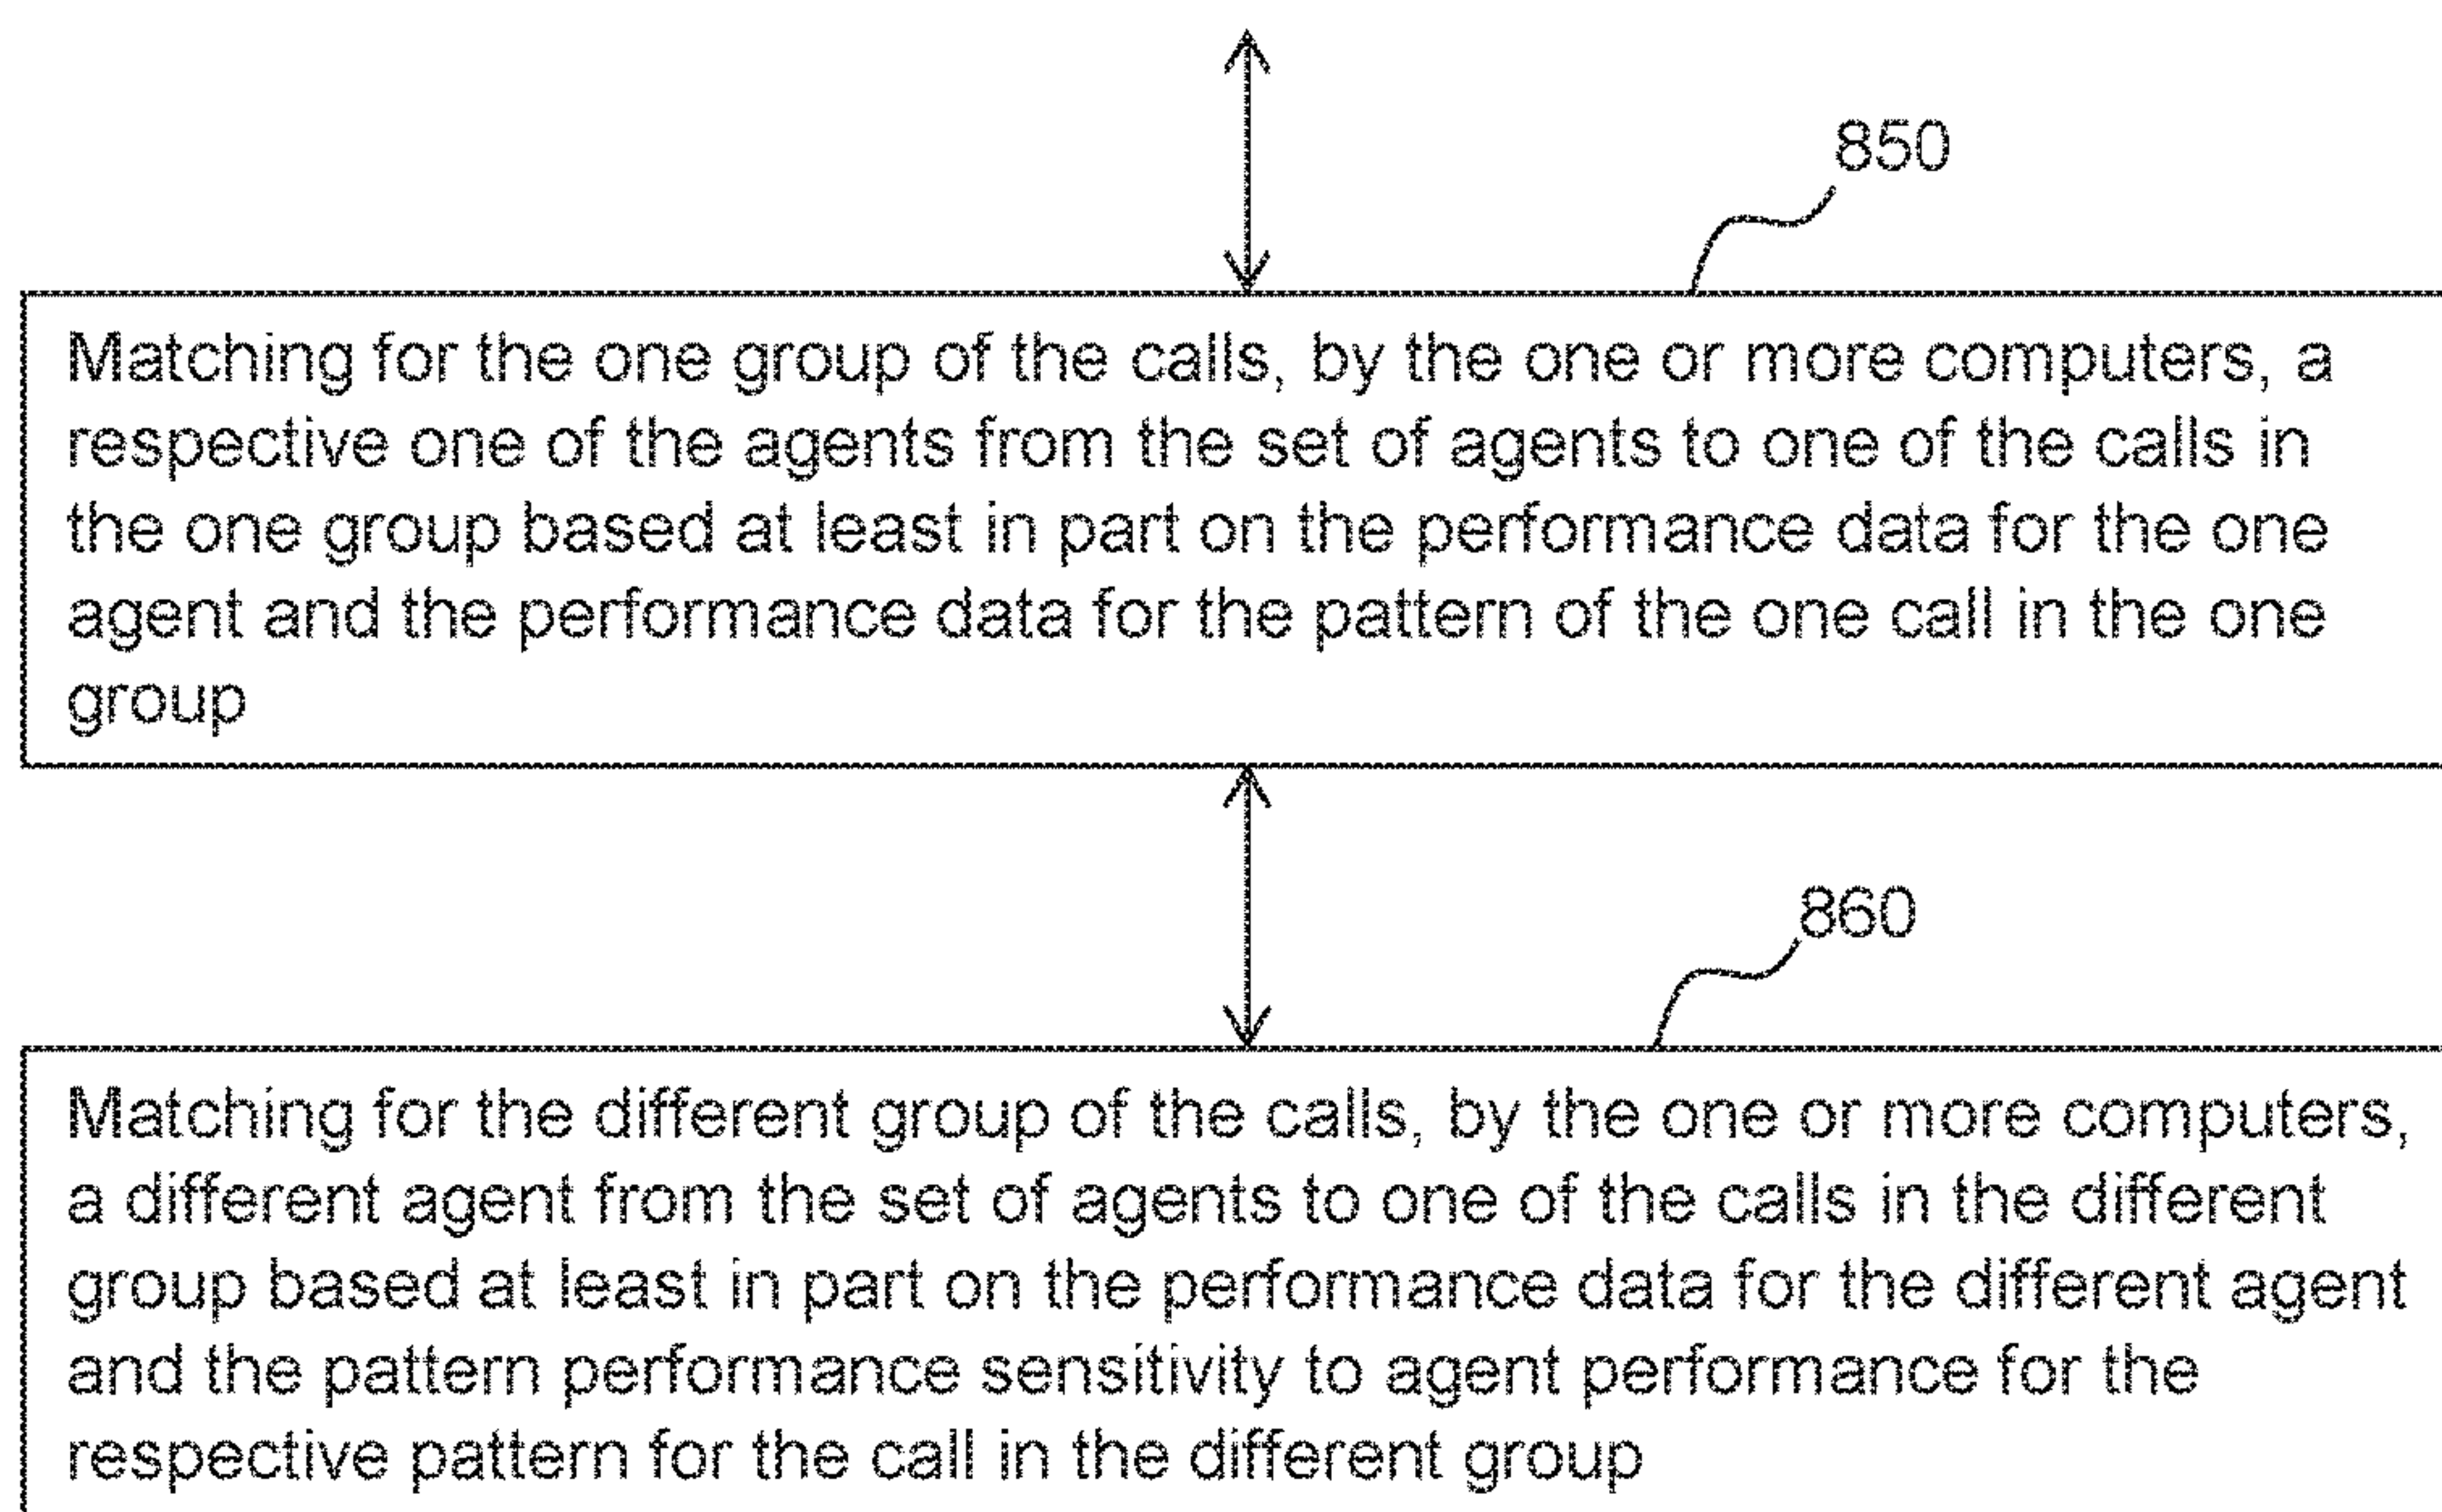 850
Matching for the one group of the calls, by the one or more computers, a
respective one of the agents from the set of agents to one of the calls in
the one group based at least in part on the performance data for the one
agent and the performance data for the pattern of the one call in the one
group
860
Matching for the different group of the calls, by the one or more computers,
a different agent from the set of agents to one of the calls in the different
group based at least in part on the performance data for the different agent
and the pattern performance sensitivity to agent performance for the
respective pattern for the call in the different group